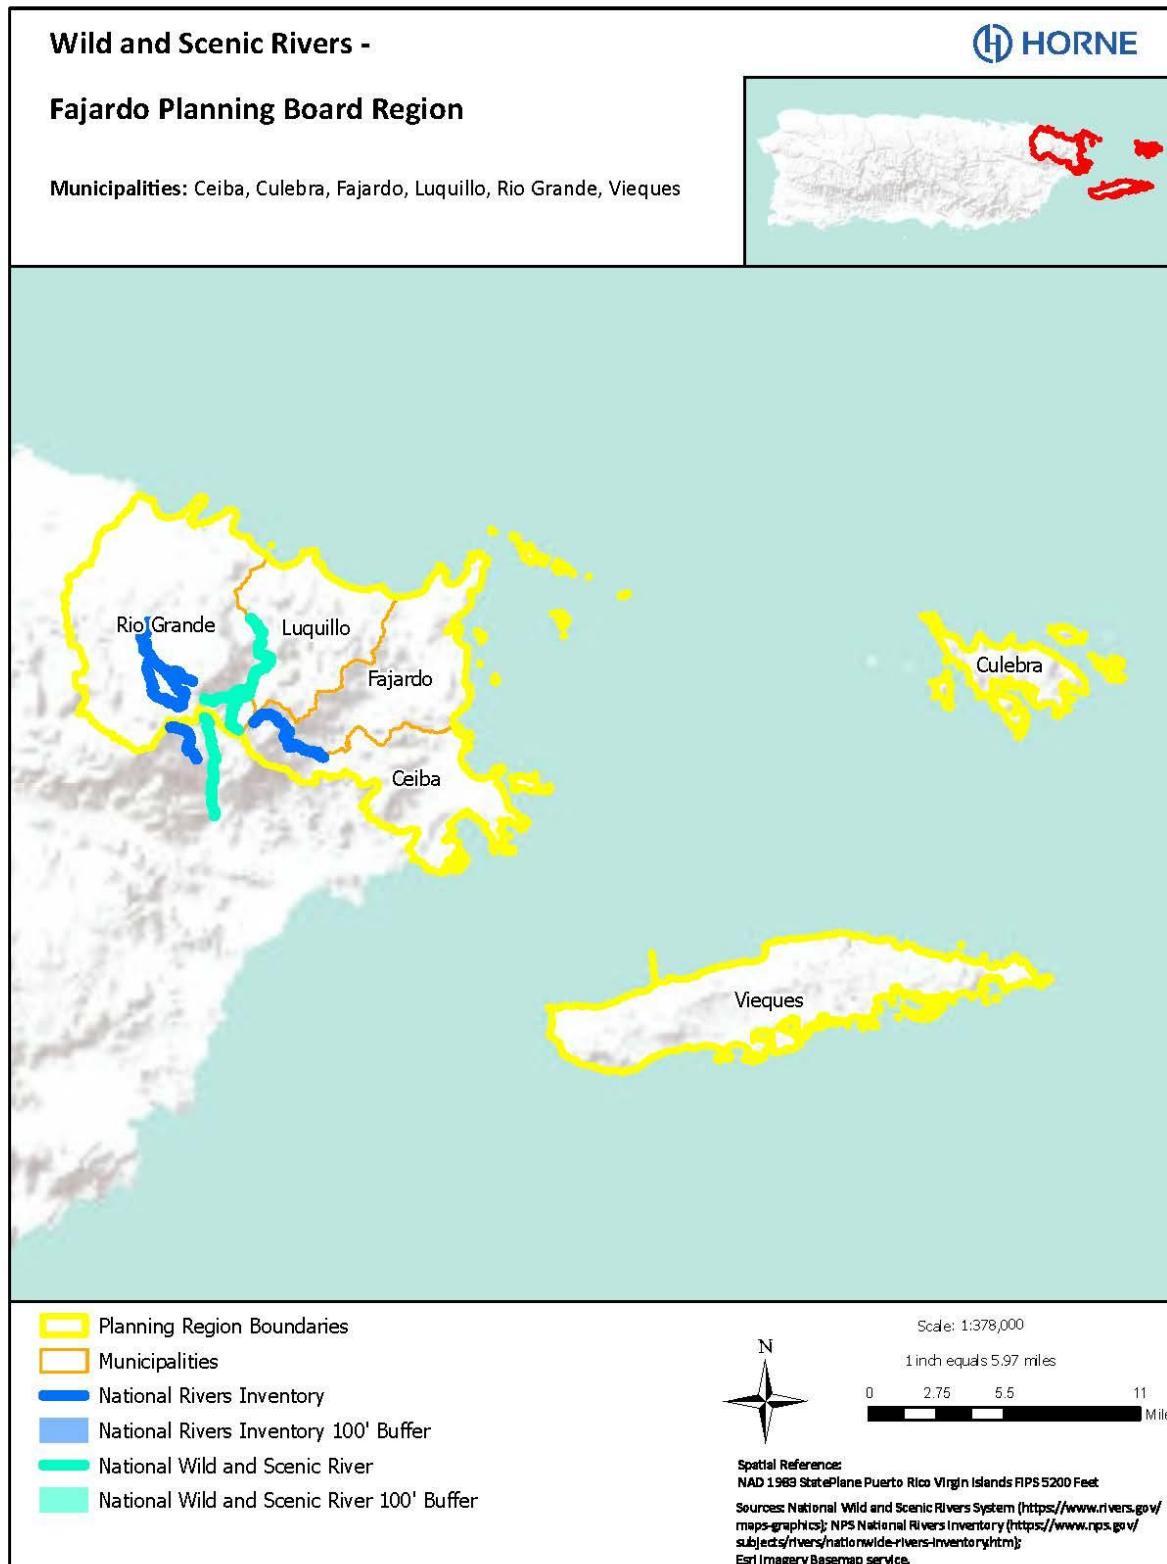 Wild and Scenic Rivers -
HORNE
Fajardo Planning Board Region
Municipalities: Ceiba, Culebra, Fajardo, Luquillo, Rio Grande, Vieques
Rio Grande
Luquillo
Fajardo
Culebra
Ceiba
Vieques
Planning Region Boundaries
Municipalities
National Rivers Inventory
National Rivers Inventory 100' Buffer
National Wild and Scenic River
National Wild and Scenic River 100' Buffer
N
Scale: 1:378,000
1 inch equals 5.97 miles
0 2.75 5.5 11
Mile
Spatial Reference:
NAD 1983 StatePlane Puerto Rico Virgin Islands FIPS 5200 Feet
Sources: National Wild and Scenic Rivers System (https://www.rivers.gov/
maps-graphics); NPS National Rivers Inventory (https://www.nps.gov/
subjects/rivers/nationwide-rivers-inventory.htm);
Esri Imagery Basemap service.